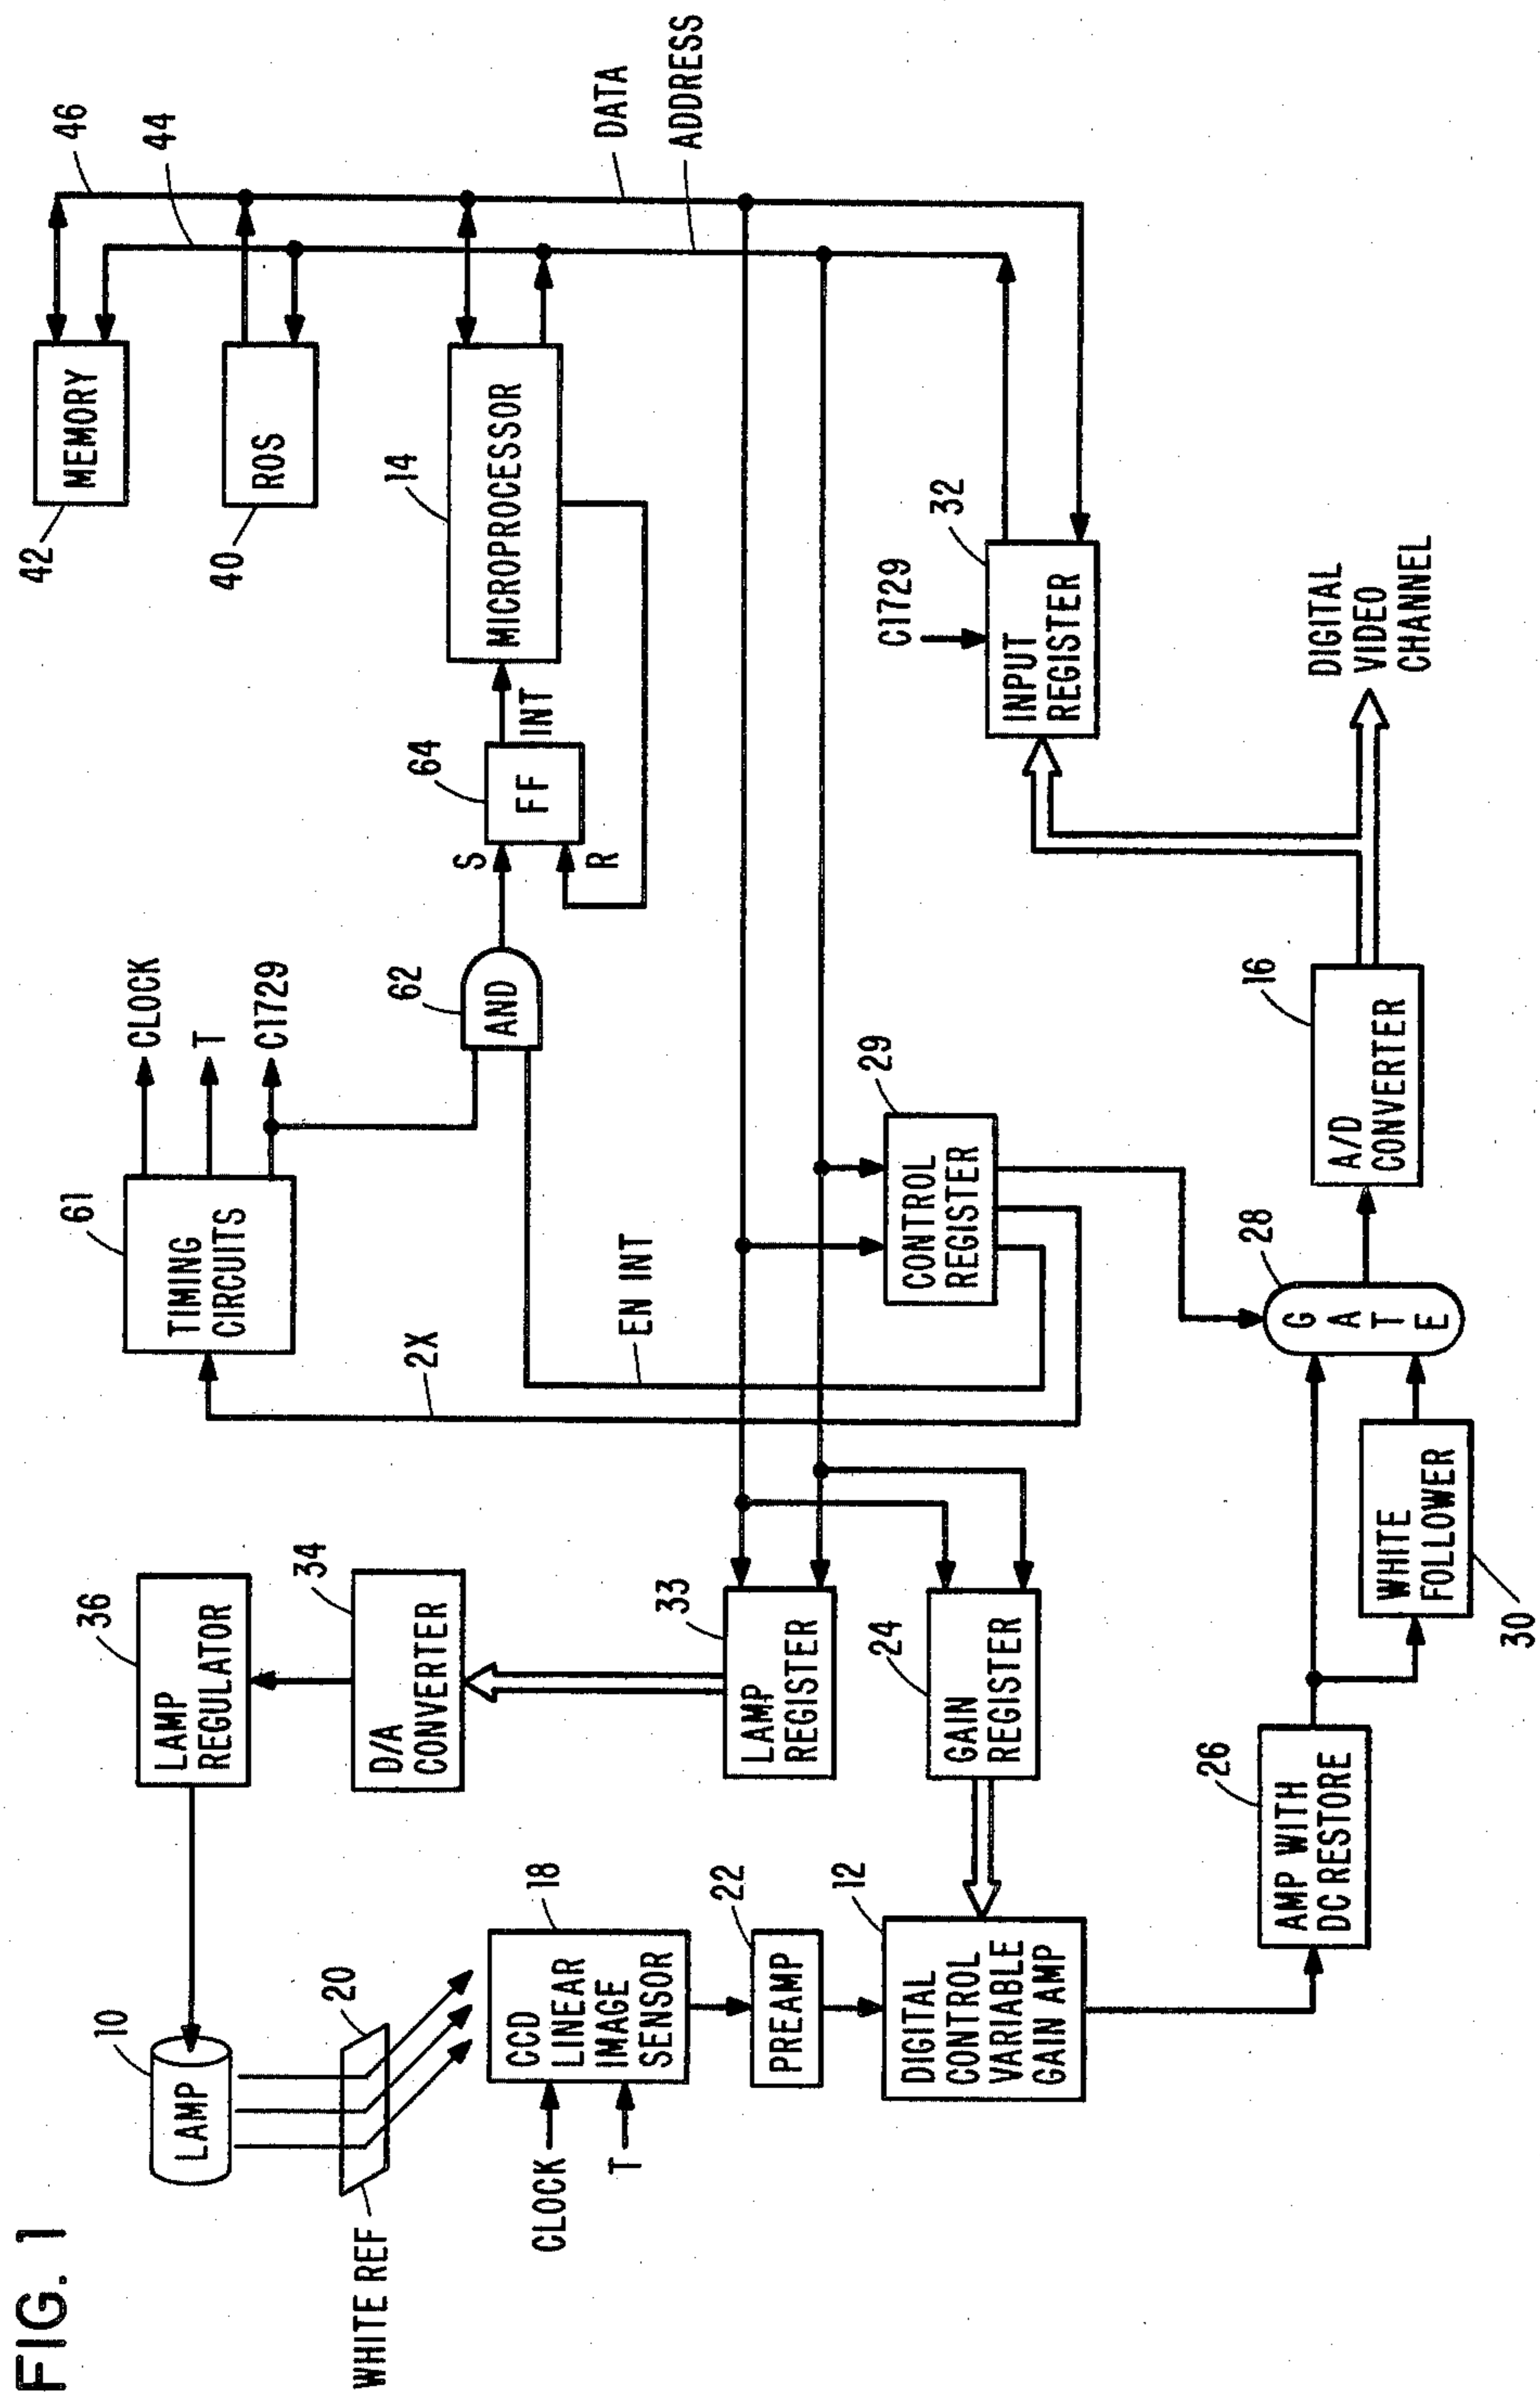 FIG. 1
10
LAMP
WHITE REF
20
36
LAMP
REGULATOR
34
D/A
CONVERTER
33
LAMP
REGISTER
24
GAIN
REGISTER
CLOCK
T
18
CCD
LINEAR
IMAGE
SENSOR
22
PREAMP
12
DIGITAL
CONTROL
VARIABLE
GAIN AMP
26
AMP WITH
DC RESTORE
WHITE
FOLLOWER
30
28
GATE
16
A/D
CONVERTER
DIGITAL
VIDEO
CHANNEL
61
TIMING
CIRCUITS
CLOCK
T
C1729
2X
EN INT
29
CONTROL
REGISTER
62
AND
S
R
64
FF
INT
14
MICROPROCESSOR
C1729
32
INPUT
REGISTER
42
MEMORY
40
ROS
46
44
DATA
ADDRESS